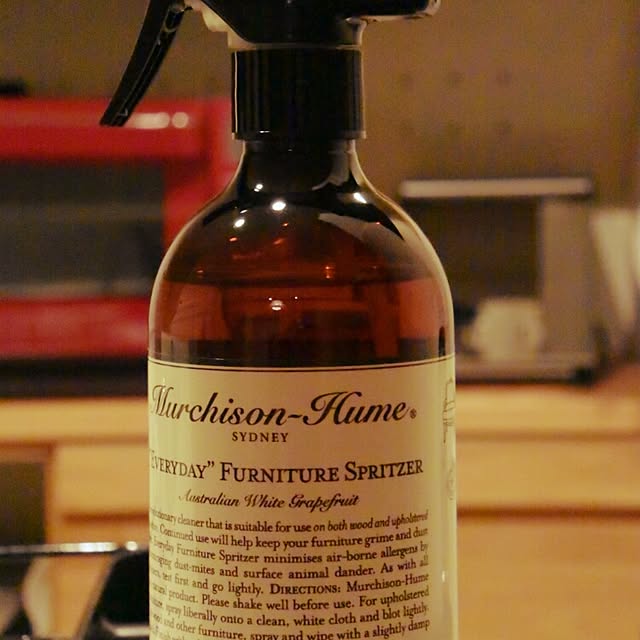 Murchison-Hume®
SYDNEY
"EVERYDAY" FURNITURE SPRITZER
Australian White Grapefruit
cleaner that is suitable for use on both wood and upholstered
Continued use will help keep your furniture grime and dust
Everyday Furniture Spritzer minimises air-borne allergens by
dust-mites and surface animal dander. As with all
test first and go lightly. DIRECTIONS: Murchison-Hume
product. Please shake well before use. For upholstered
spray liberally onto a clean, white cloth and blot lightly.
and other furniture, spray and wipe with a slightly damp